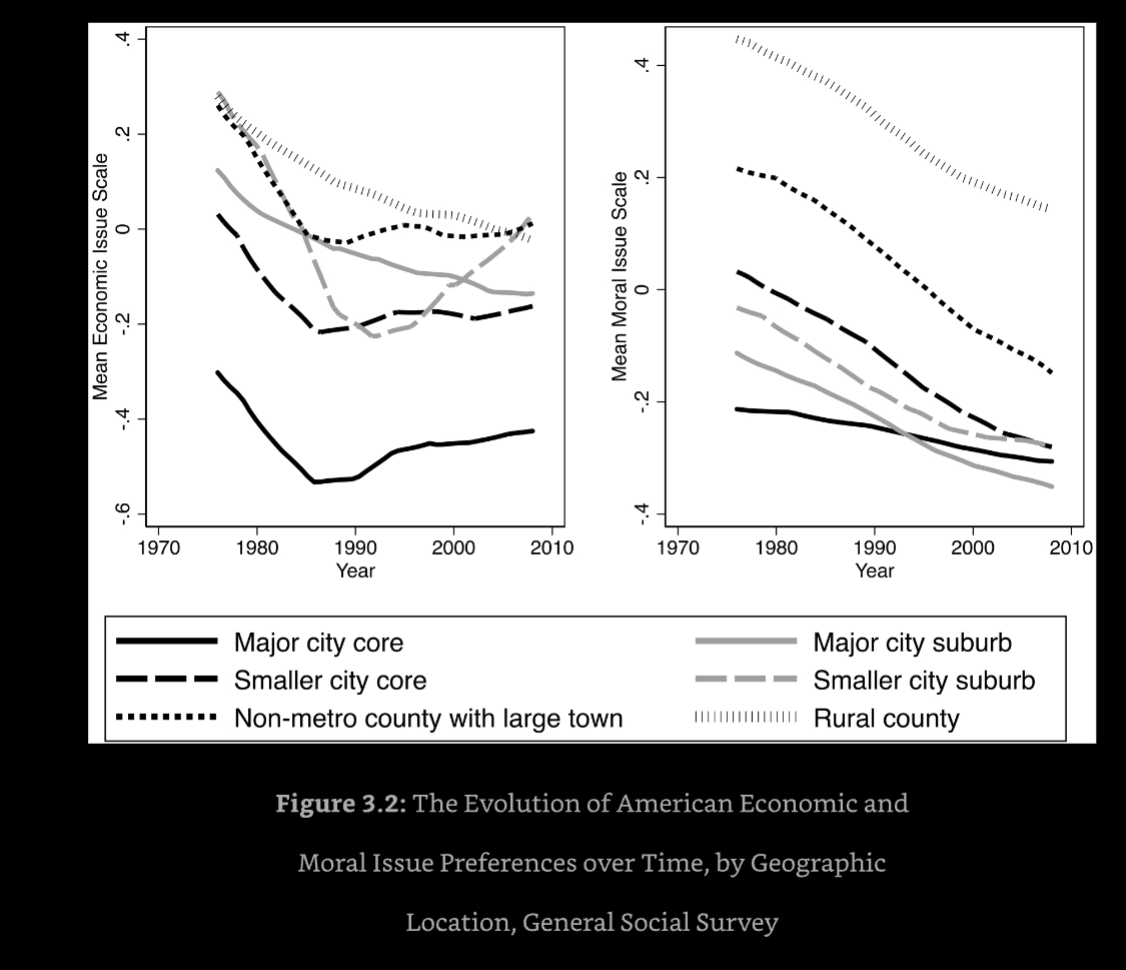 .4
.2
0
-.2
-.4
-.6
Mean Economic Issue Scale
1970 1980 1990 2000 2010
Year
.4
.2
0
-.2
-.4
Mean Moral Issue Scale
1970 1980 1990 2000 2010
Year
Major city core
Major city suburb
Smaller city core
Smaller city suburb
Non-metro county with large town
Rural county
Figure 3.2: The Evolution of American Economic and
Moral Issue Preferences over Time, by Geographic
Location, General Social Survey